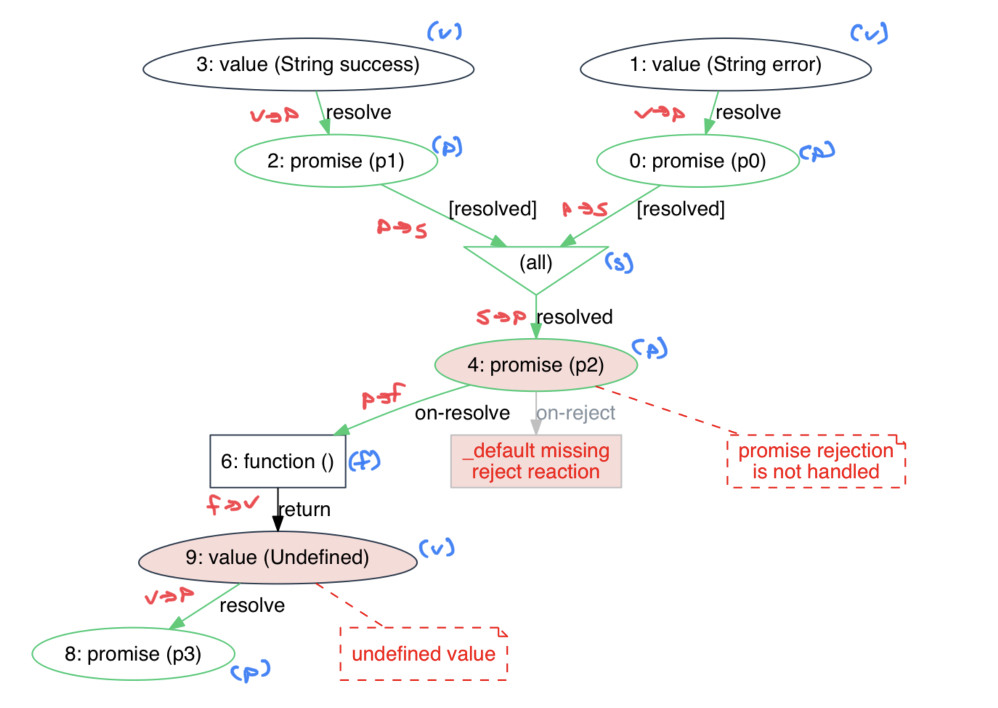 (v)
(v)
3: value (String success)
1: value (String error)
v→p
resolve
v→p
resolve
2: promise (p1)
(p)
0: promise (p0)
(p)
[resolved]
p→s
[resolved]
p→s
(all)
(s)
s→p
resolved
4: promise (p2)
(p)
p→f
on-resolve
on-reject
6: function ()
(f)
_default missing
reject reaction
promise rejection
is not handled
f→v
return
9: value (Undefined)
(v)
v→p
resolve
8: promise (p3)
(p)
undefined value